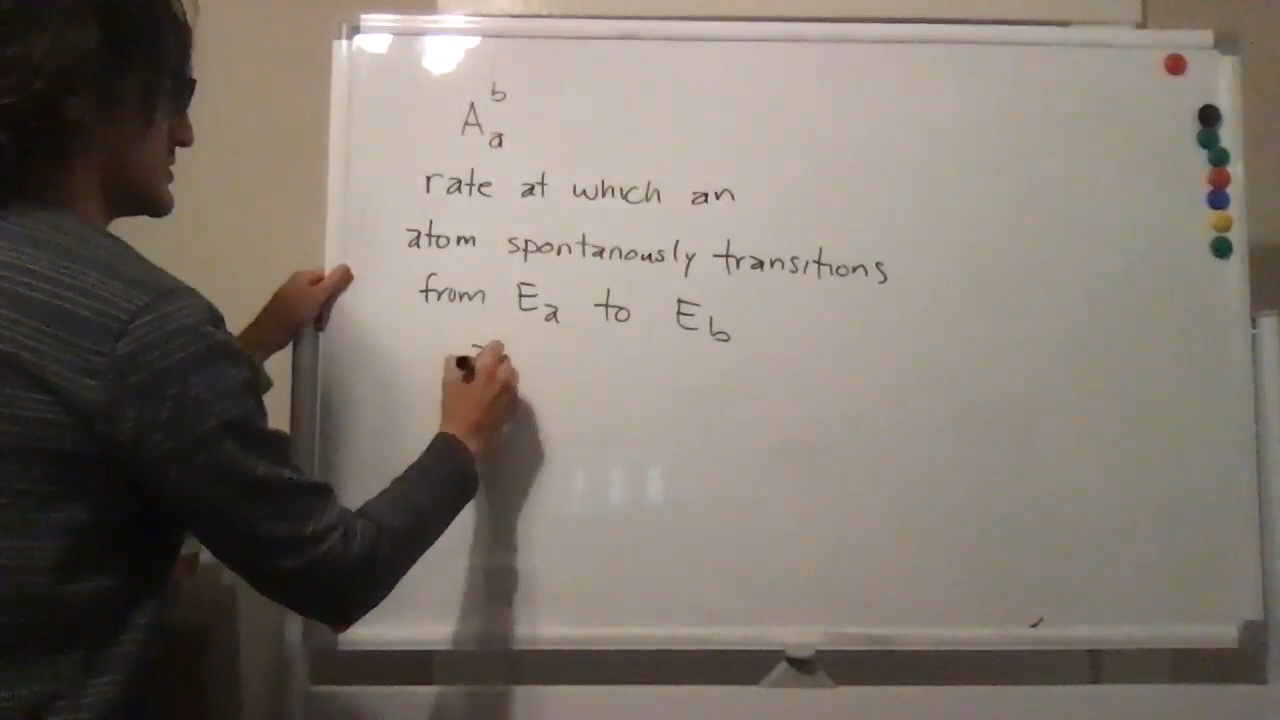 A_a^b
rate at which an
atom spontanously transitions
from E_a to E_b